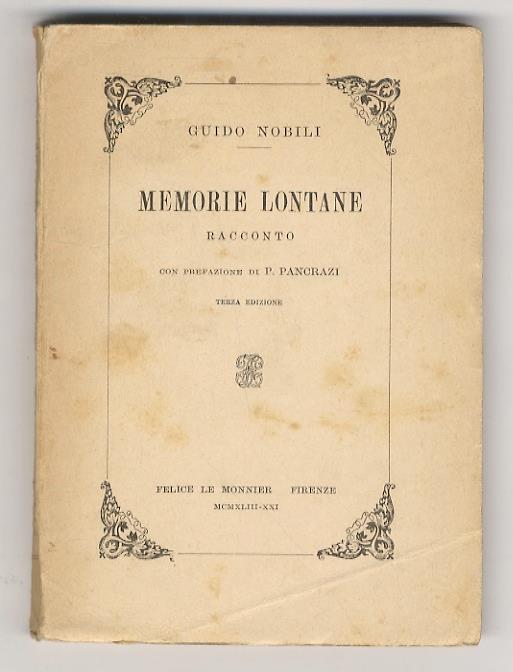 GUIDO NOBILI
MEMORIE LONTANE
RACCONTO
CON PREFAZIONE DI P. PANCRAZI
TERZA EDIZIONE
FELICE LE MONNIER FIRENZE
MCMXLIII-XXI